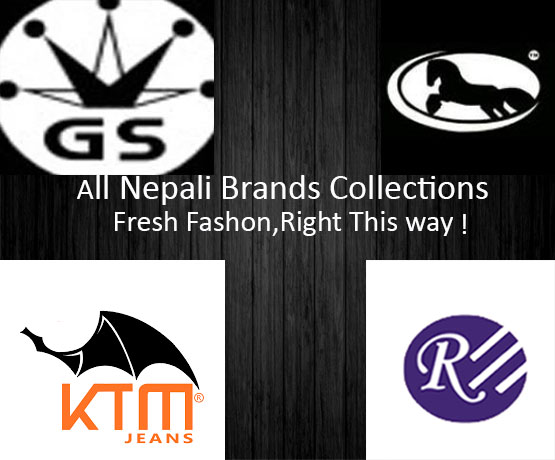 GS
All Nepali Brands Collections
Fresh Fashon,Right This way !
KTM®
JEANS
R